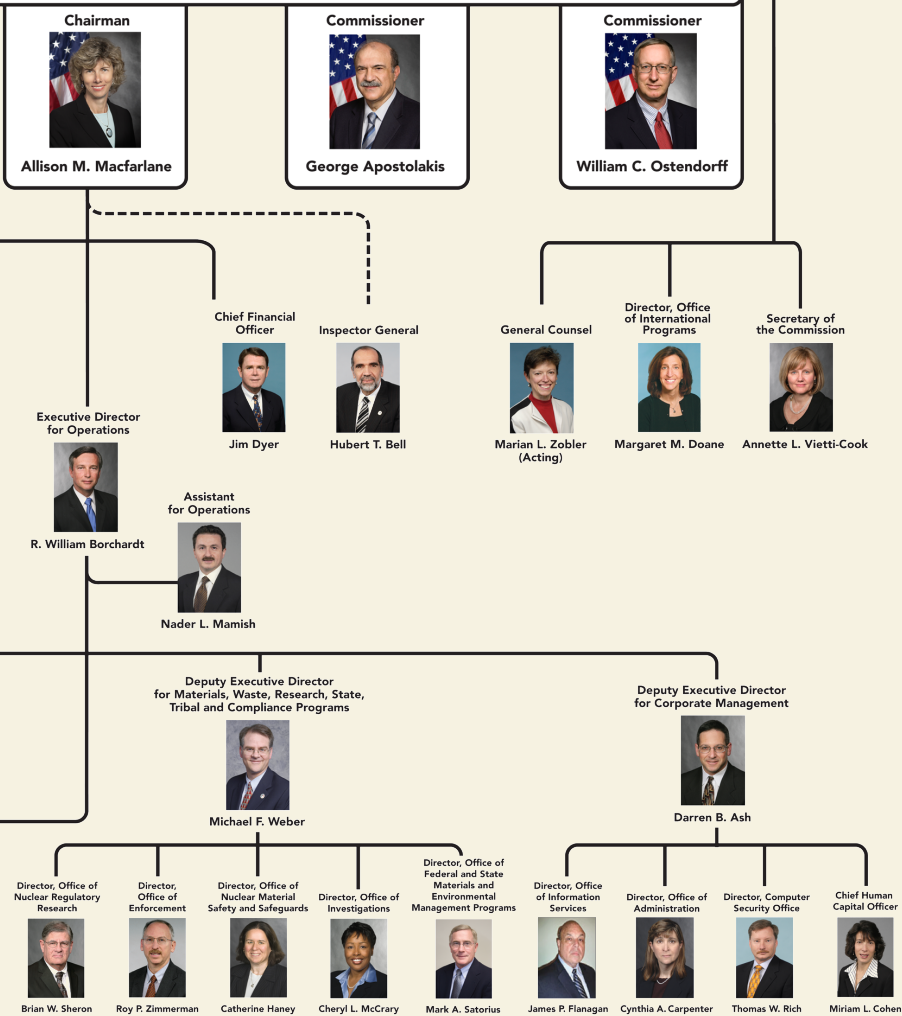 Chairman
Allison M. Macfarlane
Commissioner
George Apostolakis
Commissioner
William C. Ostendorff
Chief Financial
Officer
Jim Dyer
Inspector General
Hubert T. Bell
General Counsel
Marian L. Zobler
(Acting)
Director, Office
of International
Programs
Margaret M. Doane
Secretary of
the Commission
Annette L. Vietti-Cook
Executive Director
for Operations
R. William Borchardt
Assistant
for Operations
Nader L. Mamish
Deputy Executive Director
for Materials, Waste, Research, State,
Tribal and Compliance Programs
Michael F. Weber
Deputy Executive Director
for Corporate Management
Darren B. Ash
Director, Office of
Nuclear Regulatory
Research
Brian W. Sheron
Director,
Office of
Enforcement
Roy P. Zimmerman
Director, Office of
Nuclear Material
Safety and Safeguards
Catherine Haney
Director, Office of
Investigations
Cheryl L. McCrary
Director, Office of
Federal and State
Materials and
Environmental
Management Programs
Mark A. Satorius
Director, Office
of Information
Services
James P. Flanagan
Director, Office of
Administration
Cynthia A. Carpenter
Director, Computer
Security Office
Thomas W. Rich
Chief Human
Capital Officer
Miriam L. Cohen